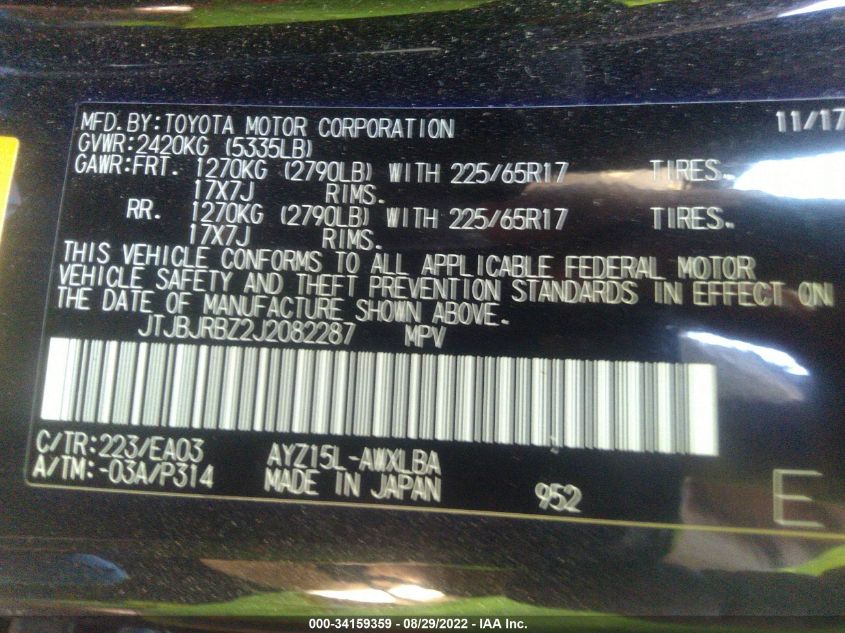 MFD.BY:TOYOTA MOTOR CORPORATION 11/17
GVWR:2420KG (5335LB)
GAWR:FRT. 1270KG (2790LB) WITH 225/65R17 TIRES.
17X7J RIMS.
RR. 1270KG (2790LB) WITH 225/65R17 TIRES.
17X7J RIMS.
THIS VEHICLE CONFORMS TO ALL APPLICABLE FEDERAL MOTOR
VEHICLE SAFETY AND THEFT PREVENTION STANDARDS IN EFFECT ON
THE DATE OF MANUFACTURE SHOWN ABOVE.
JTJBJRBZ2J2082287 MPV
C/TR:223/EA03 AYZ15L-AWXLBA
A/TM:-03A/P314 MADE IN JAPAN 952 E
000-34159359 - 08/29/2022 - IAA Inc.